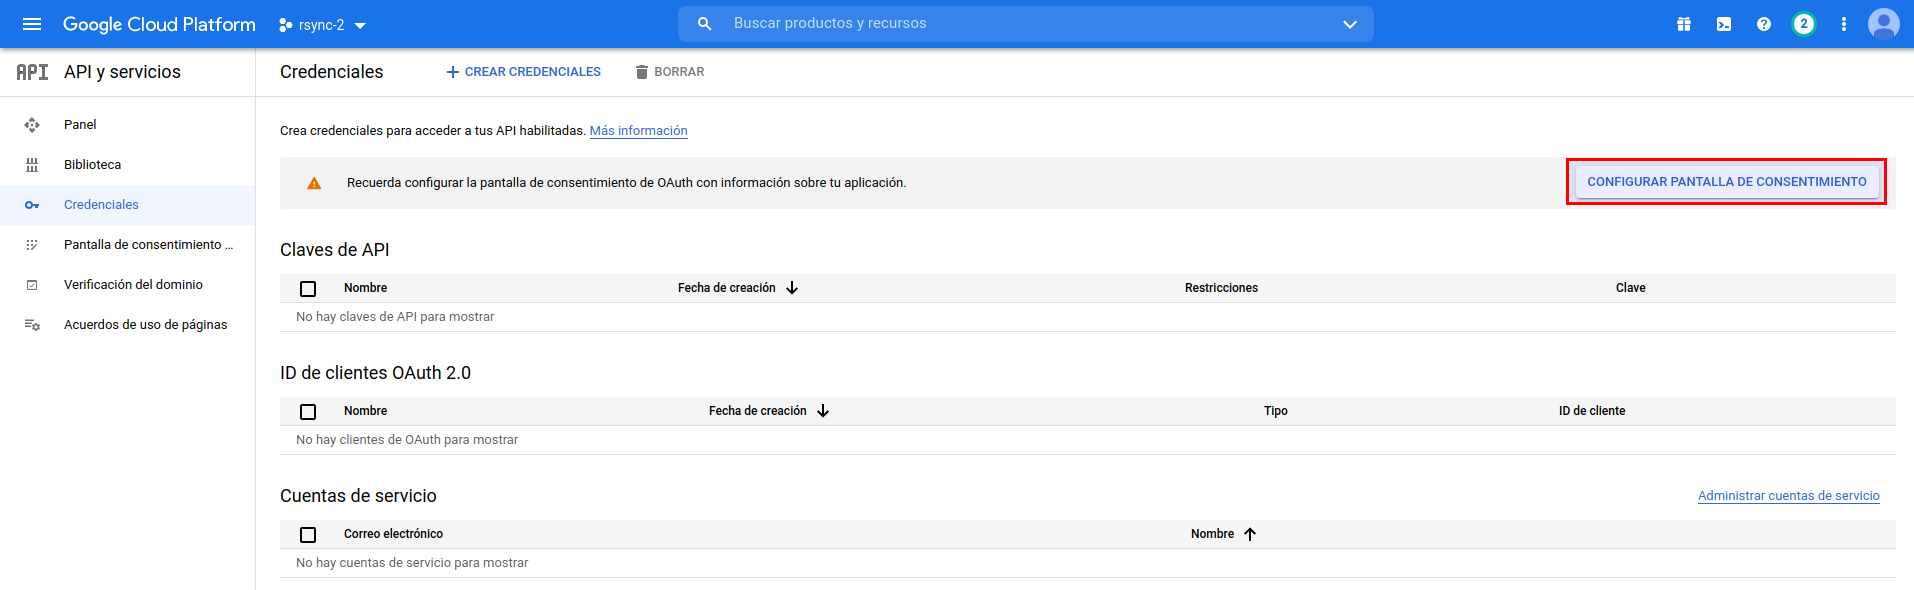 Google Cloud Platform
rsync-2
Buscar productos y recursos
2
API
API y servicios
Credenciales
CREAR CREDENCIALES
BORRAR
Panel
Biblioteca
Credenciales
Pantalla de consentimiento ...
Verificación del dominio
Acuerdos de uso de páginas
Crea credenciales para acceder a tus API habilitadas. Más información
Recuerda configurar la pantalla de consentimiento de OAuth con información sobre tu aplicación.
CONFIGURAR PANTALLA DE CONSENTIMIENTO
Claves de API
Nombre Fecha de creación Restricciones Clave
No hay claves de API para mostrar
ID de clientes OAuth 2.0
Nombre Fecha de creación Tipo ID de cliente
No hay clientes de OAuth para mostrar
Cuentas de servicio
Administrar cuentas de servicio
Correo electrónico Nombre
No hay cuentas de servicio para mostrar